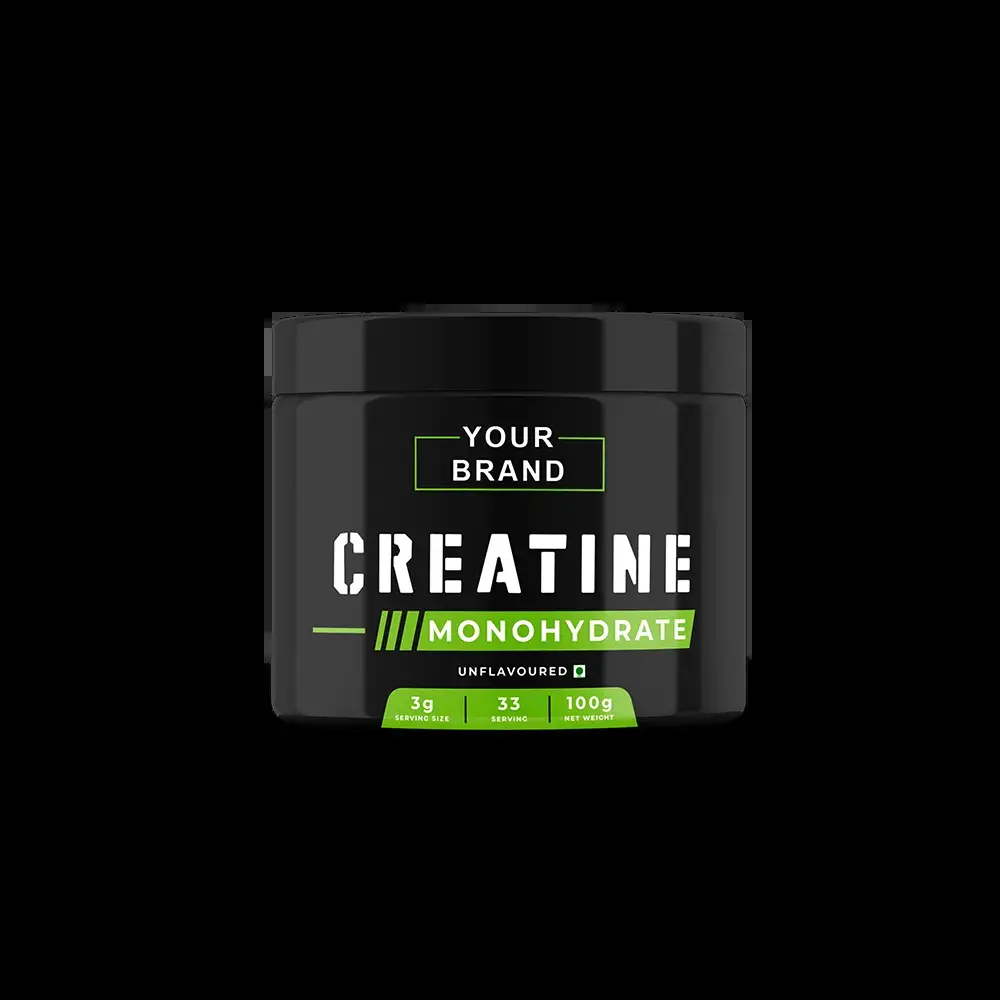 YOUR
BRAND
CREATINE
MONOHYDRATE
UNFLAVOURED
3g 33 100g
SERVING SIZE SERVING NET WEIGHT